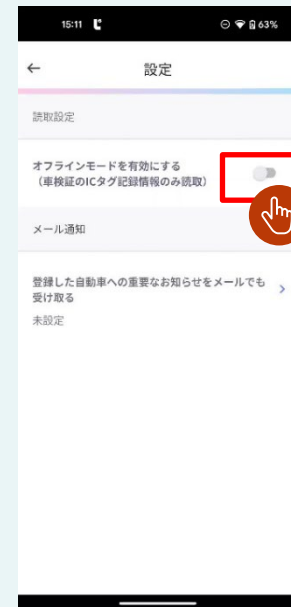 15:11 63%
設定
読取設定
オフラインモードを有効にする
（車検証のICタグ記録情報のみ読取）
メール通知
登録した自動車への重要なお知らせをメールでも
受け取る
未設定